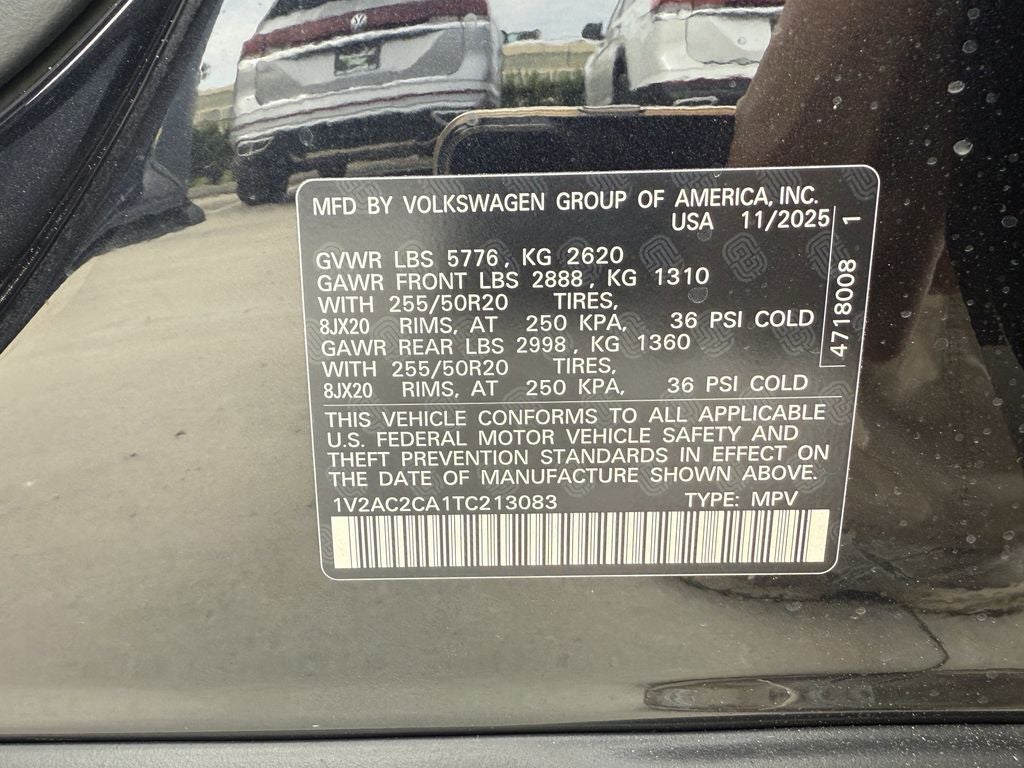 MFD BY VOLKSWAGEN GROUP OF AMERICA, INC.
USA 11/2025
GVWR LBS 5776, KG 2620
GAWR FRONT LBS 2888, KG 1310
WITH 255/50R20 TIRES,
8JX20 RIMS, AT 250 KPA, 36 PSI COLD
GAWR REAR LBS 2998, KG 1360
WITH 255/50R20 TIRES,
8JX20 RIMS, AT 250 KPA, 36 PSI COLD
THIS VEHICLE CONFORMS TO ALL APPLICABLE
U.S. FEDERAL MOTOR VEHICLE SAFETY AND
THEFT PREVENTION STANDARDS IN EFFECT ON
THE DATE OF MANUFACTURE SHOWN ABOVE.
1V2AC2CA1TC213083 TYPE: MPV
4718008 1